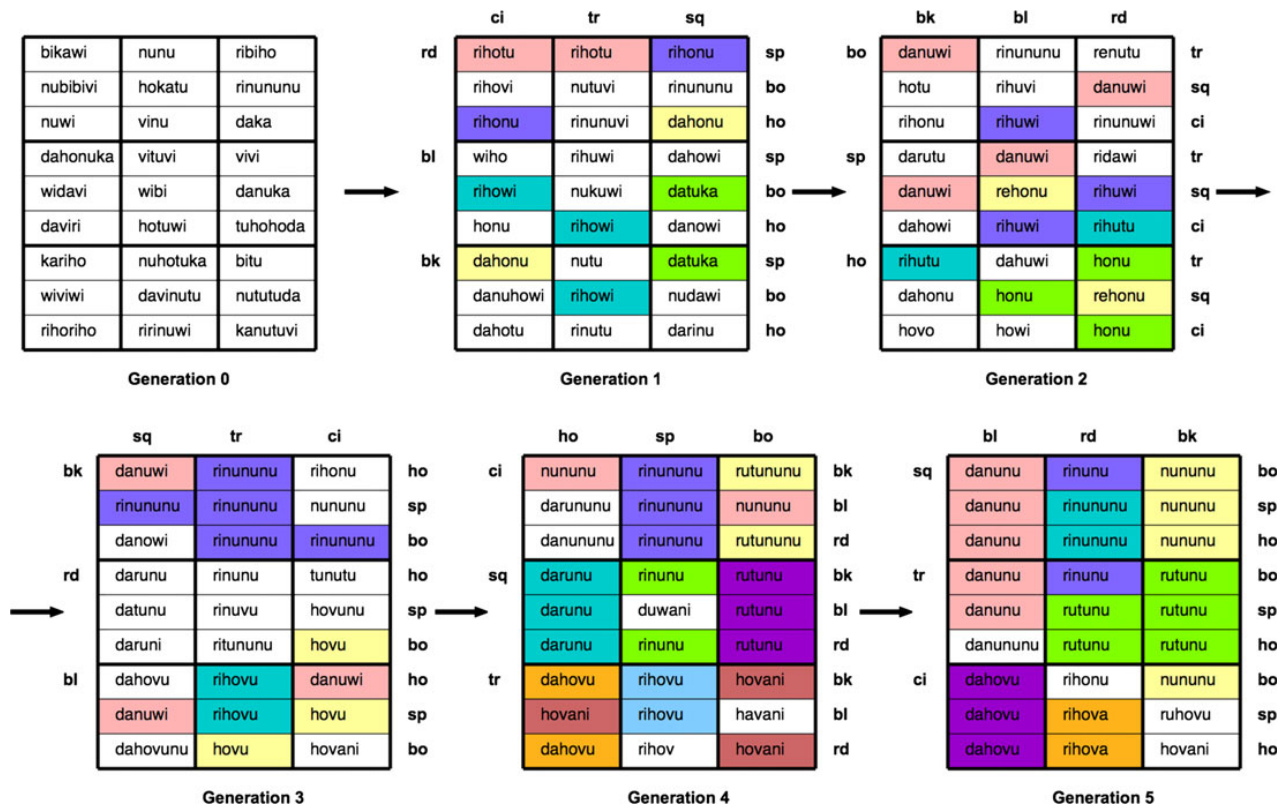 ci tr sq bk bl rd
bikawi nunu ribiho rd rihotu rihotu rihonu sp bo danuwi rinununu renutu tr
nubibivi hokatu rinununu rihovi nutuvi rinununu bo hotu rihuvi danuwi sq
nuwi vinu daka rihonu rinunuvi dahonu ho rihonu rihuwi rinunuwi ci
dahonuka vituvi vivi bl wiho rihuwi dahowi sp sp darutu danuwi ridawi tr
widavi wibi danuka rihowi nukuwi datuka bo danuwi rehonu rihuwi sq
daviri hotuwi tuhohoda honu rihowi danowi ho dahowi rihuwi rihutu ci
kariho nuhotuka bitu bk dahonu nutu datuka sp ho rihutu dahuwi honu tr
wiviwi davinutu nututuda danuhowi rihowi nudawi bo dahonu honu rehonu sq
rihoriho ririnuwi kanutuvi dahotu rinutu darinu ho hovo howi honu ci
Generation 0 Generation 1 Generation 2
sq tr ci ho sp bo bl rd bk
bk danuwi rinununu rihonu ho ci nununu rinununu rutununu bk sq danunu rinunu nununu bo
rinununu rinununu nununu sp darununu rinununu nununu bl danunu rinununu nununu sp
danowi rinununu rinununu bo danununu rinununu rutununu rd danunu rinununu nununu ho
rd darunu rinunu tunutu ho sq darunu rinunu rutunu bk tr danunu rinunu rutunu bo
datunu rinuvu hovunu sp darunu duwani rutunu bl danunu rutunu rutunu sp
daruni ritununu hovu bo darunu rinunu rutunu rd danununu rutunu rutunu ho
bl dahovu rihovu danuwi ho tr dahovu rihovu hovani bk ci dahovu rihonu nununu bo
danuwi rihovu hovu sp hovani rihovu havani bl dahovu rihova ruhovu sp
dahovunu hovu hovani bo dahovu rihov hovani rd dahovu rihova hovani ho
Generation 3 Generation 4 Generation 5